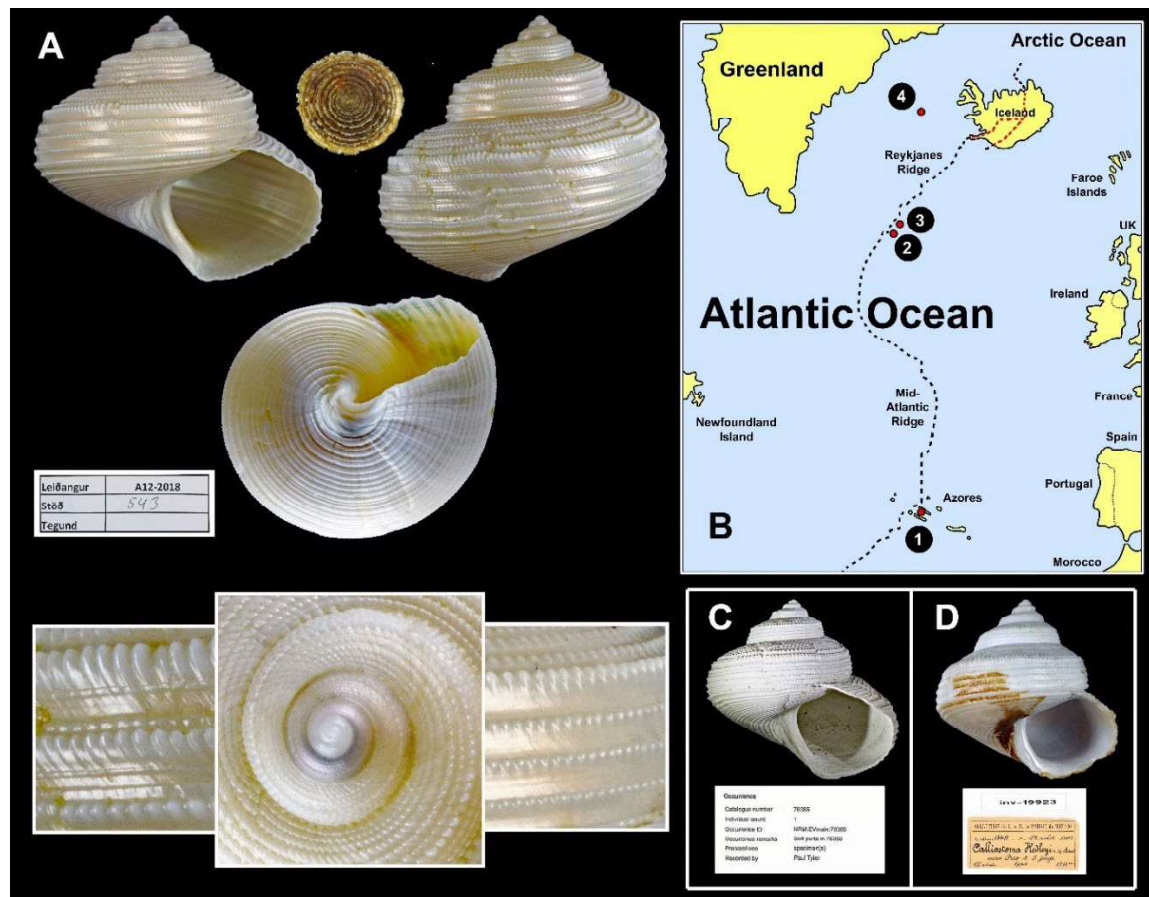 A
Leiðangur A12-2018
Stöð 543
Tegund
Greenland
Arctic Ocean
4
Iceland
Reykjanes
Ridge
Faroe
Islands
3
2
UK
Ireland
Atlantic Ocean
Mid-
Atlantic
Ridge
France
Newfoundland
Island
Spain
Portugal
Azores
1
B
Morocco
C
Occurrence
Catalogue number 76365
Individual count 1
Occurrence ID
Occurrence remarks
Preparations specimen(s)
Recorded by Paul Tyler
D
inv-19923
Calliostoma Hedleyi